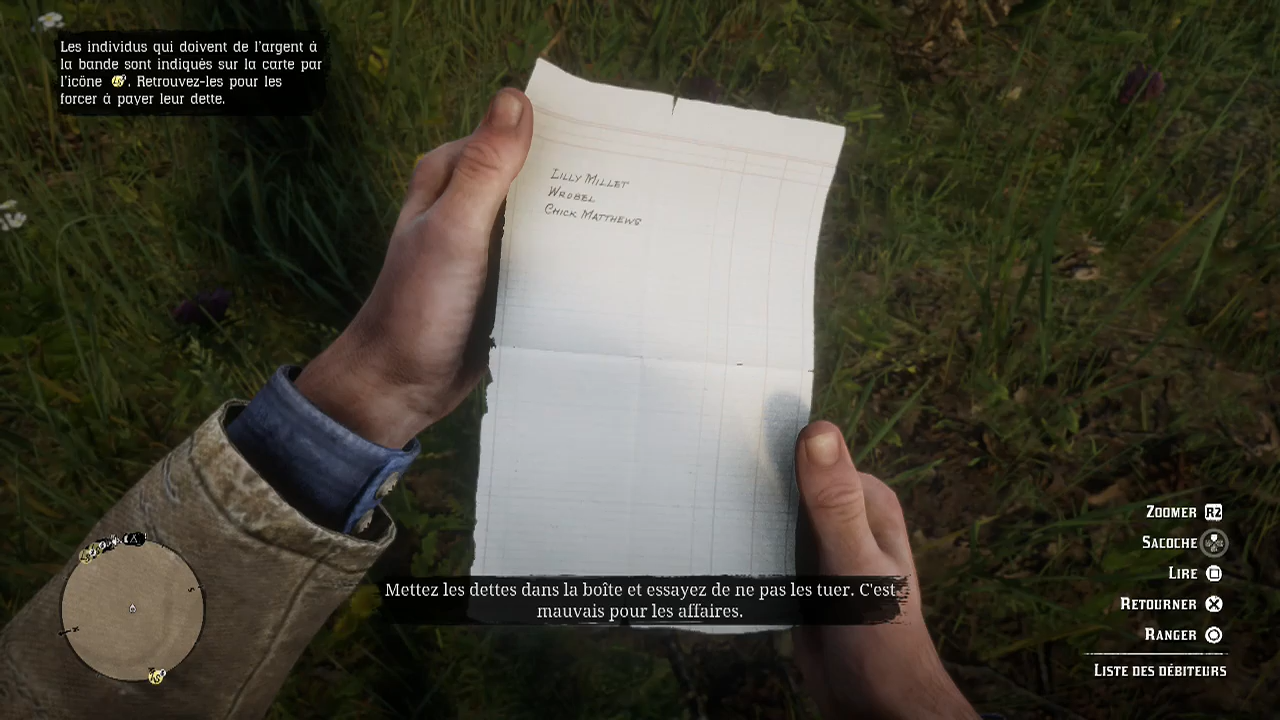 Les individus qui doivent de l'argent à
la bande sont indiqués sur la carte par
l'icône . Retrouvez-les pour les
forcer à payer leur dette.
Lilly Millet
Wrobel
Chick Matthews
Mettez les dettes dans la boîte et essayez de ne pas les tuer. C'est
mauvais pour les affaires.
Zoomer R2
Sacoche
Lire
Retourner
Ranger
Liste des débiteurs